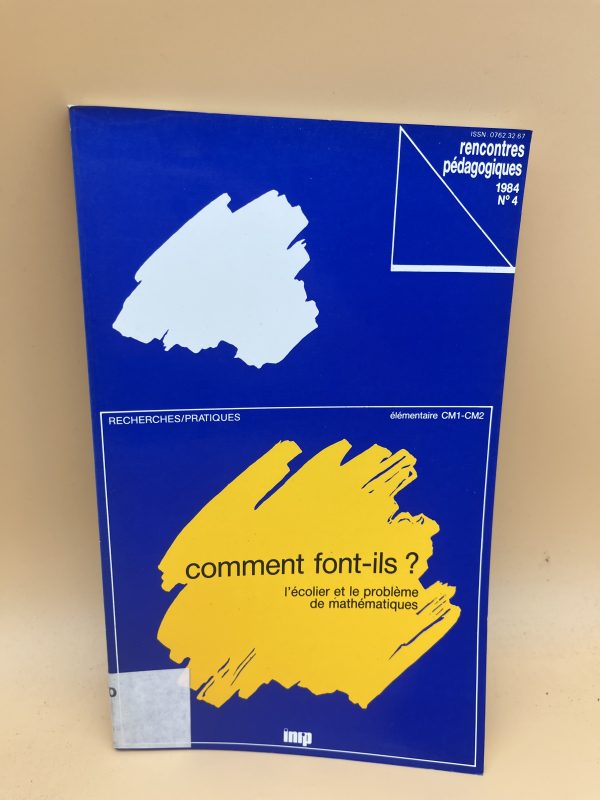 ISSN 0762.32 67
rencontres
pédagogiques
1984
N° 4
RECHERCHES/PRATIQUES
élémentaire CM1-CM2
comment font-ils ?
l'écolier et le problème
de mathématiques
inrp